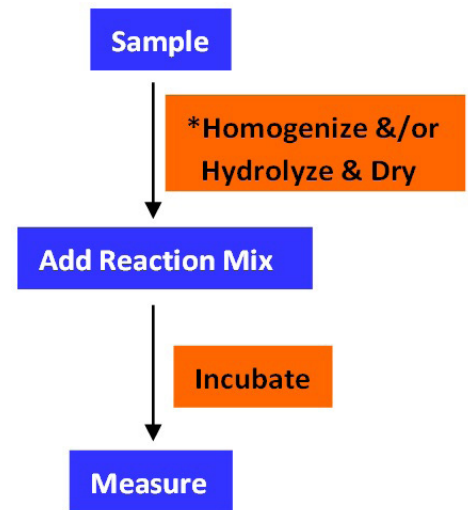 Sample
*Homogenize &/or
Hydrolyze & Dry
Add Reaction Mix
Incubate
Measure